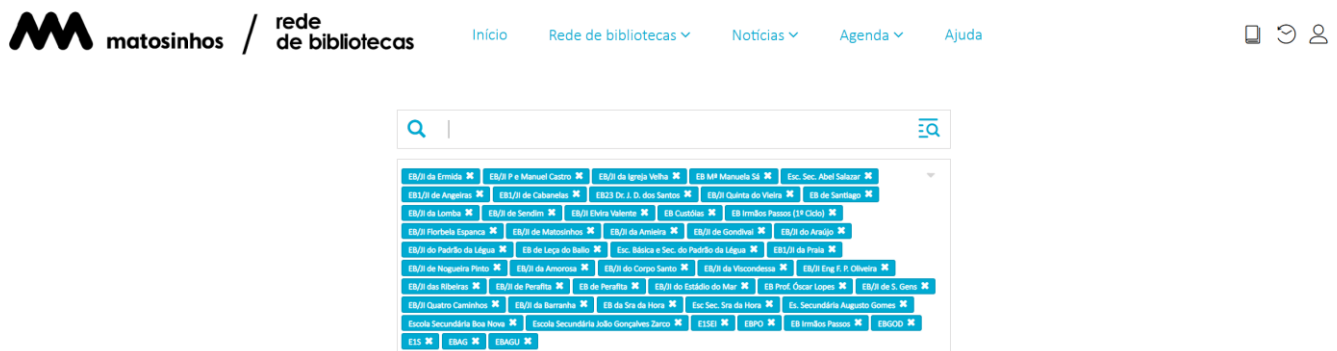 matosinhos / rede de bibliotecas
Início Rede de bibliotecas Notícias Agenda Ajuda
EB/JI da Ermida EB/JI P e Manuel Castro EB/JI da Igreja Velha EB Mª Manuela Sá Esc. Sec. Abel Salazar
EB1/JI de Angeiras EB1/JI de Cabanelas EB23 Dr. J. D. dos Santos EB/JI Quinta do Vieira EB de Santiago
EB/JI da Lomba EB/JI de Sendim EB/JI Elvira Valente EB Custóias EB Irmãos Passos (1º Ciclo)
EB/JI Florbela Espanca EB/JI de Matosinhos EB/JI da Amieira EB/JI de Gondivai EB/JI do Araújo
EB/JI do Padrão da Légua EB de Leça do Balio Esc. Básica e Sec. do Padrão da Légua EB1/JI da Praia
EB/JI de Nogueira Pinto EB/JI da Amorosa EB/JI do Corpo Santo EB/JI da Viscondessa EB/JI Eng F. P. Oliveira
EB/JI das Ribeiras EB/JI de Perafita EB de Perafita EB/JI do Estádio do Mar EB Prof. Óscar Lopes EB/JI de S. Gens
EB/JI Quatro Caminhos EB/JI da Barranha EB da Sra da Hora Esc Sec. Sra da Hora Es. Secundária Augusto Gomes
Escola Secundária Boa Nova Escola Secundária João Gonçalves Zarco E1SEI EBPO EB Irmãos Passos EBGOD
E1S EBAG EBAGU